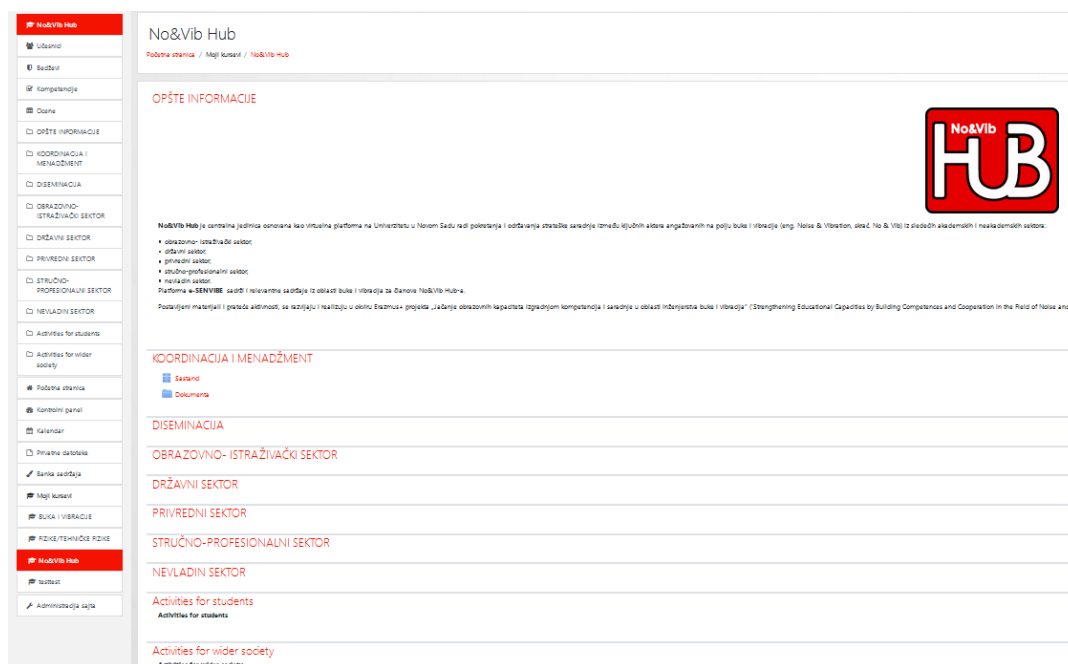 No&Vib Hub
Učesnici
Bedževi
Kompetencije
Ocene
OPŠTE INFORMACIJE
KOORDINACIJA I
MENADŽMENT
DISEMINACIJA
OBRAZOVNO-
ISTRAŽIVAČKI SEKTOR
DRŽAVNI SEKTOR
PRIVREDNI SEKTOR
STRUČNO-
PROFESIONALNI SEKTOR
NEVLADIN SEKTOR
Activities for students
Activities for wider
society
Početna stranica
Kontrolni panel
Kalendar
Privatne datoteke
Banka sadržaja
Moji kursevi
BUKA I VIBRACIJE
FIZIKE/TEHNIČKE FIZIKE
No&Vib Hub
testtest
Administracija sajta
No&Vib Hub
Početna stranica / Moji kursevi / No&Vib Hub
OPŠTE INFORMACIJE
No&Vib
HUB
No&Vib Hub je centralna jedinica osnovana kao virtuelna platforma na Univerzitetu u Novom Sadu radi pokretanja i održavanja strateške saradnje između ključnih aktera angažovanih na polju buke i vibracija (eng. Noise & Vibration, skrać. No & Vib) iz sledećih akademskih i neakademskih sektora:
• obrazovno- istraživački sektor,
• državni sektor,
• privredni sektor,
• stručno-profesionalni sektor,
• nevladin sektor.
Platforma e-SENVIBE sadrži i relevantne sadržaje iz oblasti buke i vibracija za članove No&Vib Hub-a.
Postavljeni materijali i prateće aktivnosti, se razvijaju i realizuju u okviru Erazmus+ projekta „Jačanje obrazovnih kapaciteta izgradnjom kompetencija i saradnje u oblasti inženjerstva buke i vibracija" ("Strengthening Educational Capacities by Building Competences and Cooperation in the Field of Noise and
KOORDINACIJA I MENADŽMENT
Sastanci
Dokumenta
DISEMINACIJA
OBRAZOVNO- ISTRAŽIVAČKI SEKTOR
DRŽAVNI SEKTOR
PRIVREDNI SEKTOR
STRUČNO-PROFESIONALNI SEKTOR
NEVLADIN SEKTOR
Activities for students
Activities for students
Activities for wider society
Activities for wider society